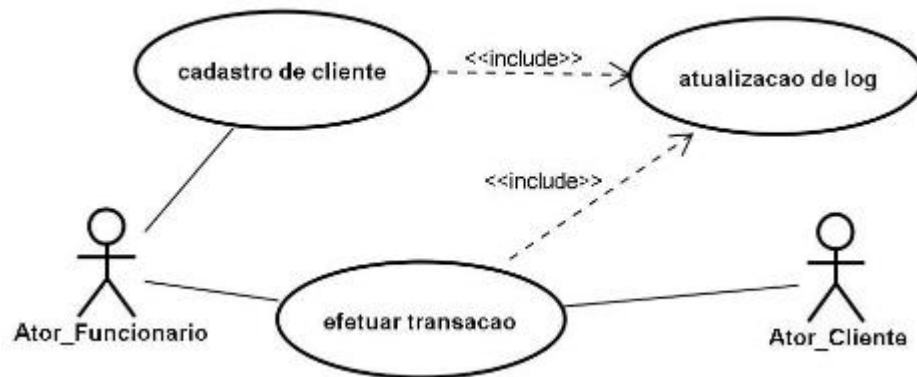 cadastro de cliente
<<include>>
atualizacao de log
<<include>>
Ator_Funcionario
efetuar transacao
Ator_Cliente